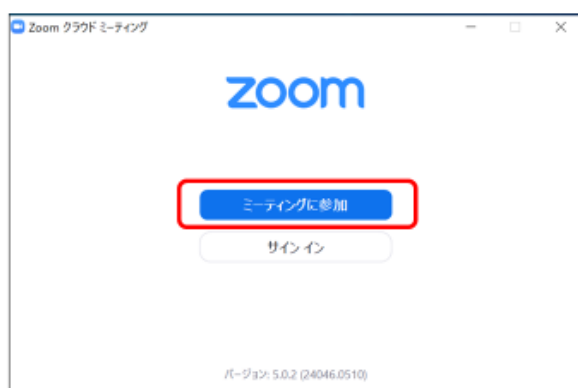 Zoom クラウド ミーティング
zoom
ミーティングに参加
サイン イン
バージョン: 5.0.2 (24046.0510)